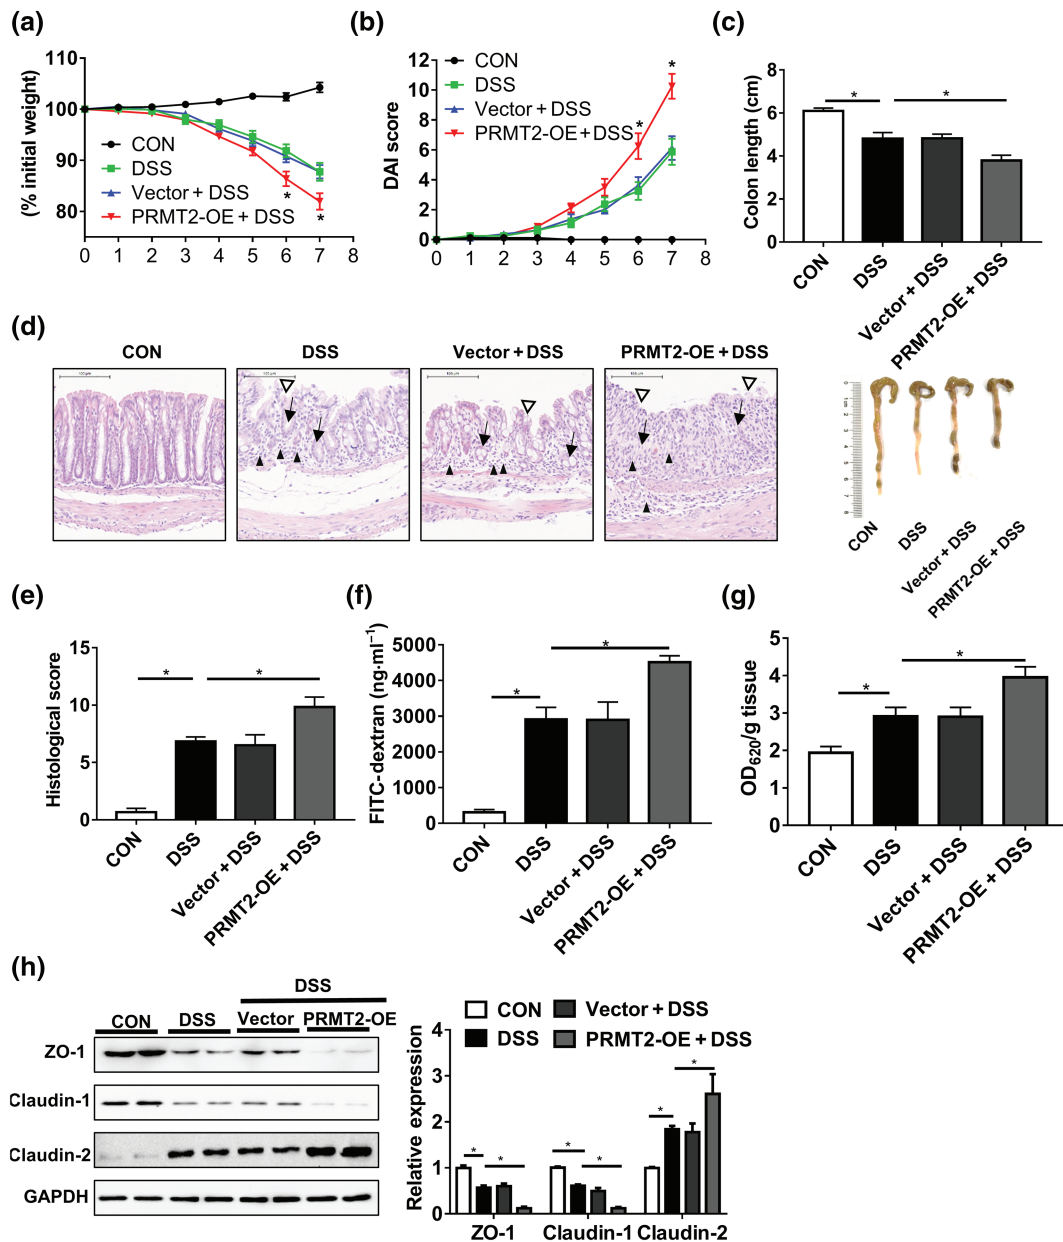 (a)
(% initial weight)
110
100
90
80
0 1 2 3 4 5 6 7 8
CON
DSS
Vector + DSS
PRMT2-OE + DSS
*
*
(b)
DAI score
12
10
8
6
4
2
0
0 1 2 3 4 5 6 7 8
CON
DSS
Vector + DSS
PRMT2-OE + DSS
*
*
(c)
Colon length (cm)
8
6
4
2
0
*
*
CON
DSS
Vector + DSS
PRMT2-OE + DSS
CON
DSS
Vector + DSS
PRMT2-OE + DSS
(d)
CON
DSS
Vector + DSS
PRMT2-OE + DSS
(e)
Histological score
15
10
5
0
*
*
CON
DSS
Vector + DSS
PRMT2-OE + DSS
(f)
FITC-dextran (ng·ml⁻¹)
5000
4000
3000
2000
1000
0
*
*
CON
DSS
Vector + DSS
PRMT2-OE + DSS
(g)
OD₆₂₀/g tissue
5
4
3
2
1
0
*
*
CON
DSS
Vector + DSS
PRMT2-OE + DSS
(h)
DSS
CON DSS Vector PRMT2-OE
ZO-1
Claudin-1
Claudin-2
GAPDH
CON
DSS
Vector + DSS
PRMT2-OE + DSS
Relative expression
4
3
2
1
0
*
*
*
*
*
*
ZO-1 Claudin-1 Claudin-2